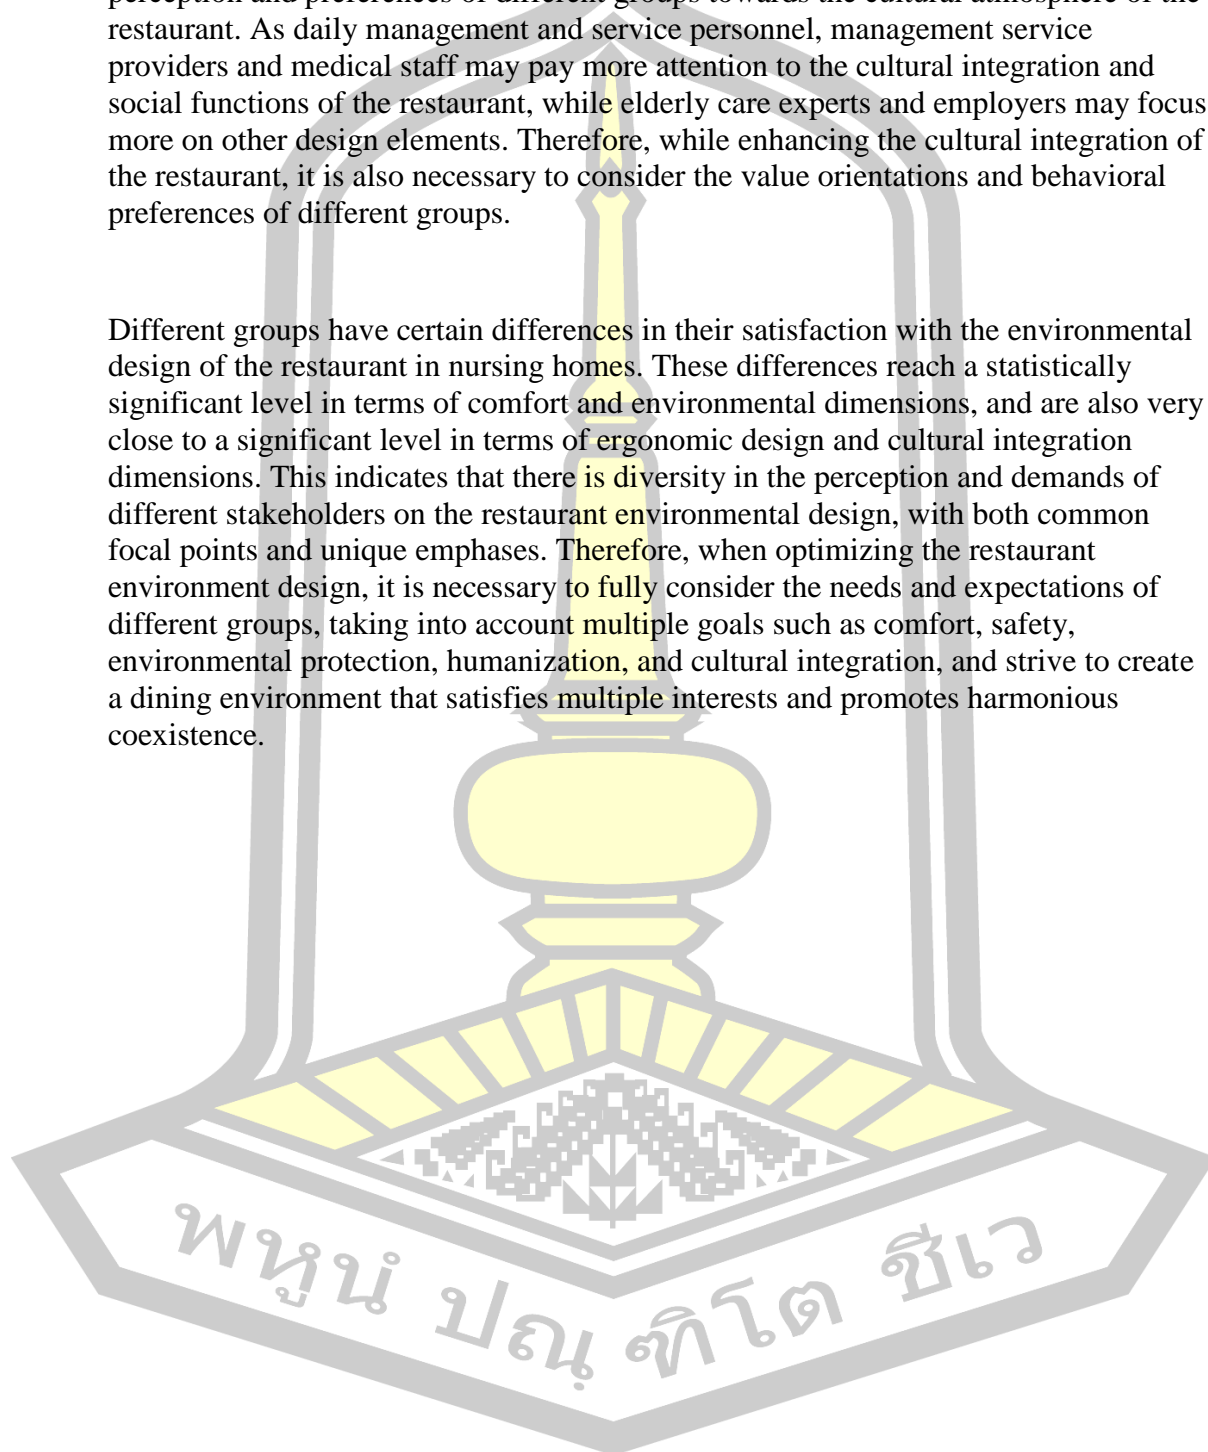 perception and preferences of different groups towards the cultural atmosphere of the
restaurant. As daily management and service personnel, management service
providers and medical staff may pay more attention to the cultural integration and
social functions of the restaurant, while elderly care experts and employers may focus
more on other design elements. Therefore, while enhancing the cultural integration of
the restaurant, it is also necessary to consider the value orientations and behavioral
preferences of different groups.
Different groups have certain differences in their satisfaction with the environmental
design of the restaurant in nursing homes. These differences reach a statistically
significant level in terms of comfort and environmental dimensions, and are also very
close to a significant level in terms of ergonomic design and cultural integration
dimensions. This indicates that there is diversity in the perception and demands of
different stakeholders on the restaurant environmental design, with both common
focal points and unique emphases. Therefore, when optimizing the restaurant
environment design, it is necessary to fully consider the needs and expectations of
different groups, taking into account multiple goals such as comfort, safety,
environmental protection, humanization, and cultural integration, and strive to create
a dining environment that satisfies multiple interests and promotes harmonious
coexistence.
พหูนํ ปณฺฑิโต ชีเว